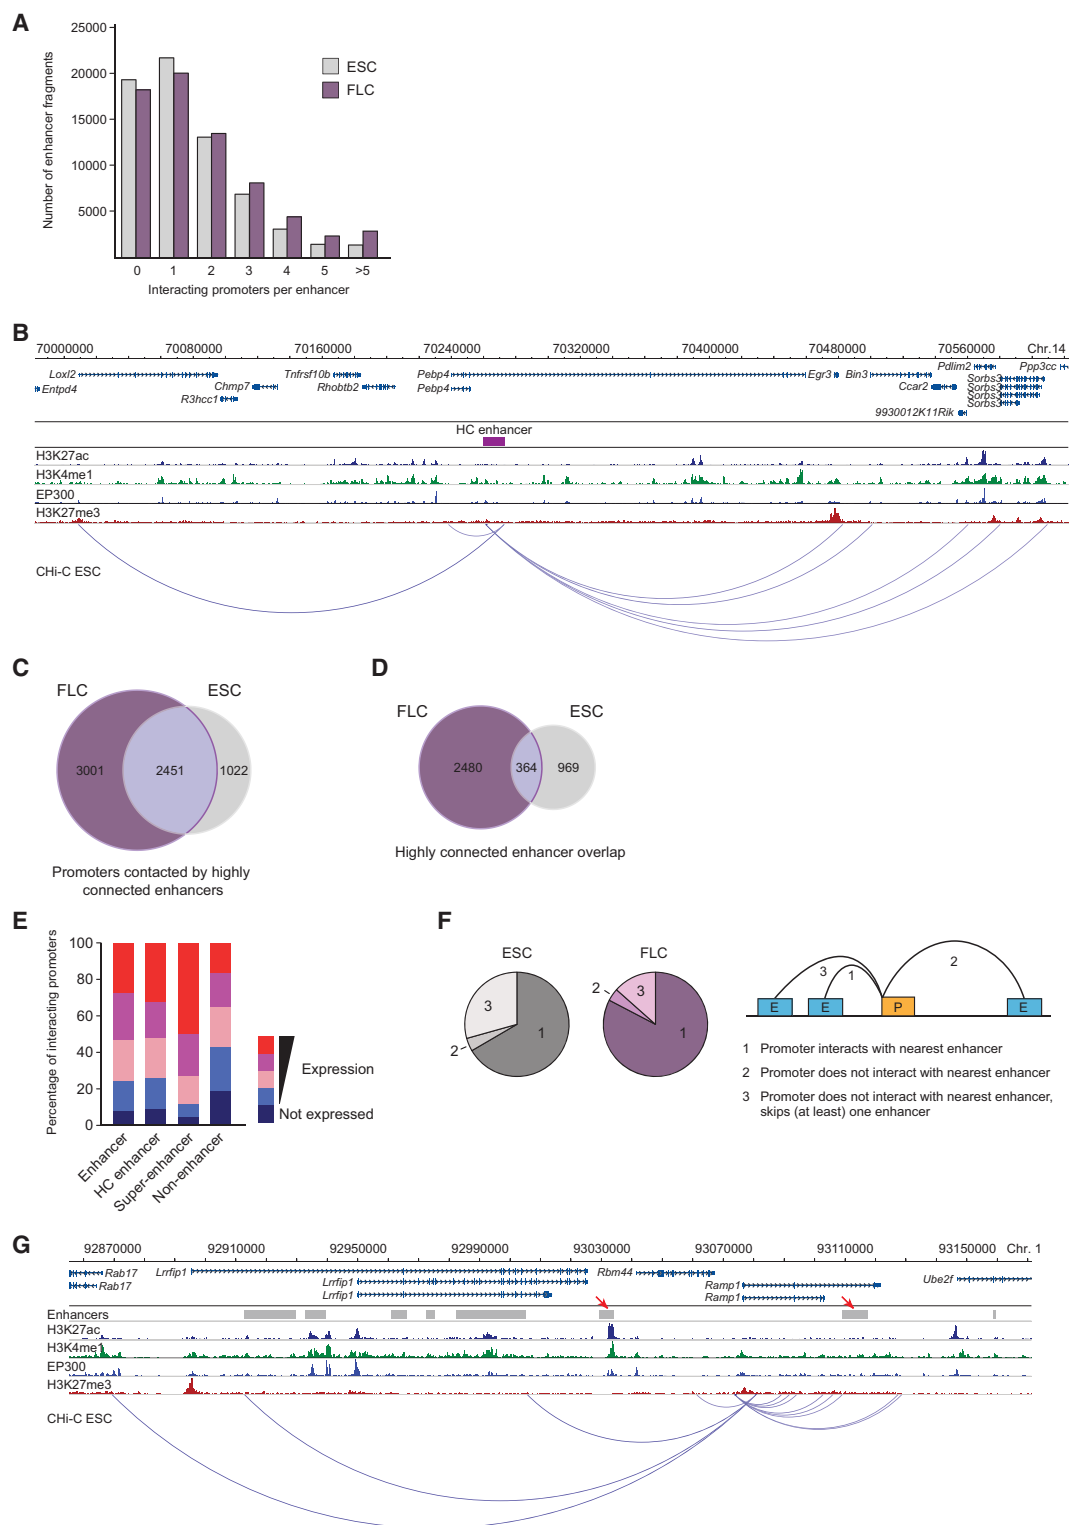 A
Number of enhancer fragments
25000
20000
15000
10000
5000
ESC
FLC
0 1 2 3 4 5 >5
Interacting promoters per enhancer
B
70000000 70080000 70160000 70240000 70320000 70400000 70480000 70560000 Chr.14
Loxl2 Tnfrsf10b Pebp4 Egr3 Bin3 Pdlim2 Ppp3cc
Entpd4 Chmp7 Rhobtb2 Pebp4 Ccar2 Sorbs3
Sorbs3
R3hcc1 Sorbs3
9930012K11Rik
HC enhancer
H3K27ac
H3K4me1
EP300
H3K27me3
CHi-C ESC
C
FLC ESC
3001 2451 1022
Promoters contacted by highly
connected enhancers
D
FLC ESC
2480 364 969
Highly connected enhancer overlap
E
Percentage of interacting promoters
100
80
60
40
20
0
Enhancer
HC enhancer
Super-enhancer
Non-enhancer
Expression
Not expressed
F
ESC FLC
3 1 2
3 1 2
3 1 2
E E P E
1 Promoter interacts with nearest enhancer
2 Promoter does not interact with nearest enhancer
3 Promoter does not interact with nearest enhancer,
skips (at least) one enhancer
G
92870000 92910000 92950000 92990000 93030000 93070000 93110000 93150000 Chr. 1
Rab17 Lrrfip1 Rbm44 Ube2f
Rab17 Lrrfip1 Ramp1
Lrrfip1 Ramp1
Enhancers
H3K27ac
H3K4me1
EP300
H3K27me3
CHi-C ESC